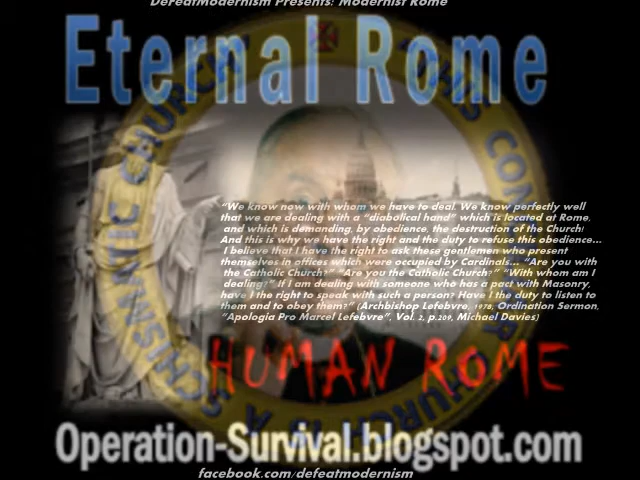 DefeatModernism Presents: Modernist Rome
Eternal Rome
THIS CONCILIAR CHURCH IS A SCHISMATIC CHURCH!
"We know now with whom we have to deal. We know perfectly well
that we are dealing with a "diabolical hand" which is located at Rome,
and which is demanding, by obedience, the destruction of the Church!
And this is why we have the right and the duty to refuse this obedience...
I believe that I have the right to ask these gentlemen who present
themselves in offices which were occupied by Cardinals... "Are you with
the Catholic Church?" "Are you the Catholic Church?" "With whom am I
dealing?" If I am dealing with someone who has a pact with Masonry,
have I the right to speak with such a person? Have I the duty to listen to
them and to obey them?" (Archbishop Lefebvre, 1978, Ordination Sermon,
"Apologia Pro Marcel Lefebvre", Vol. 2, p.209, Michael Davies)
HUMAN ROME
Operation-Survival.blogspot.com
facebook.com/defeatmodernism